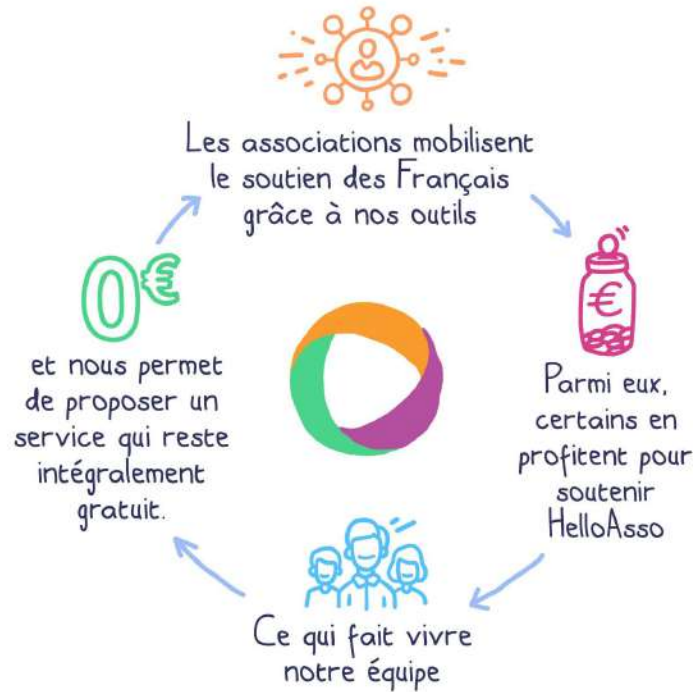 Les associations mobilisent
le soutien des Français
grâce à nos outils
Parmi eux,
certains en
profitent pour
soutenir
HelloAsso
Ce qui fait vivre
notre équipe
0€
et nous permet
de proposer un
service qui reste
intégralement
gratuit.
€